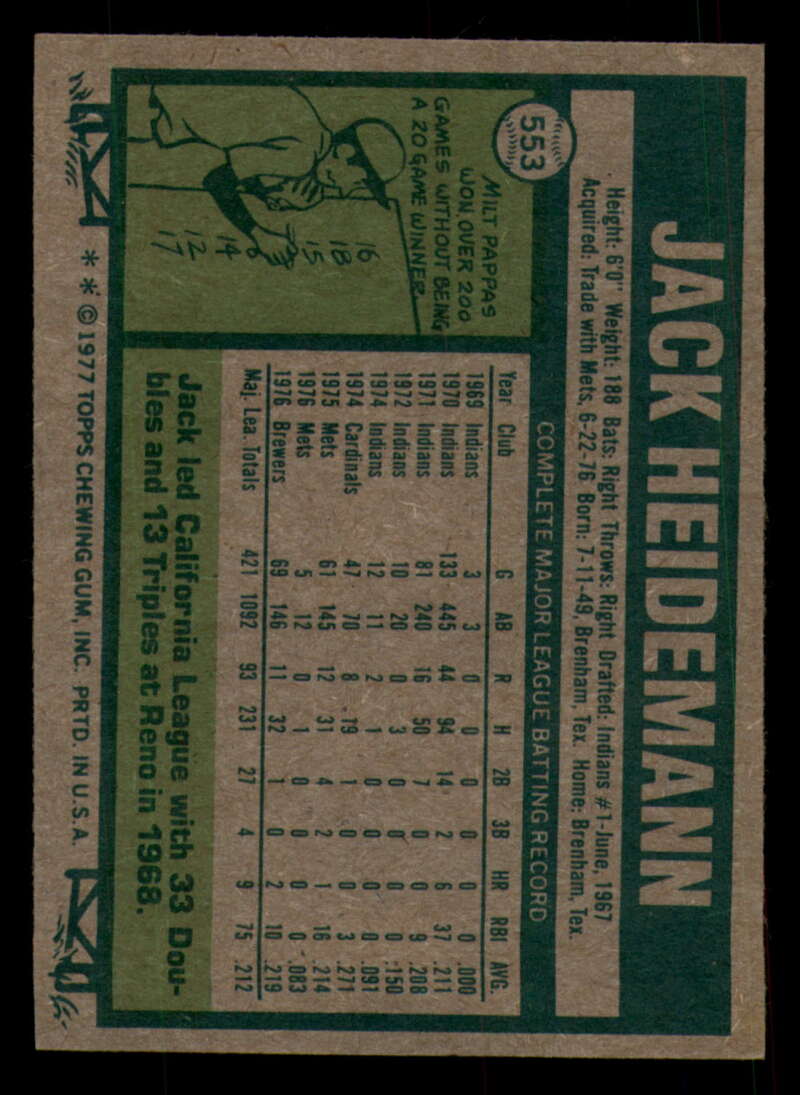 JACK HEIDEMANN
553
Height: 6'0" Weight: 188 Bats: Right Throws: Right Drafted: Indians #1-June, 1967
Acquired: Trade with Mets, 6-22-76 Born: 7-11-49, Brenham, Tex. Home: Brenham, Tex.
MILT PAPPAS
WON OVER 200
GAMES WITHOUT BEING
A 20 GAME WINNER.
16
18
15
14
12
17
COMPLETE MAJOR LEAGUE BATTING RECORD
Year Club G AB R H 2B 3B HR RBI AVG.
1969 Indians 3 3 0 0 0 0 0 0 .000
1970 Indians 133 445 44 94 14 2 6 37 .211
1971 Indians 81 240 16 50 7 0 0 9 .208
1972 Indians 10 20 0 3 0 0 0 0 .150
1974 Indians 12 11 2 1 0 0 0 0 .091
1974 Cardinals 47 70 8 19 1 0 0 3 .271
1975 Mets 61 145 12 31 4 2 1 16 .214
1976 Mets 5 12 0 1 0 0 0 0 .083
1976 Brewers 69 146 11 32 1 0 2 10 .219
Maj. Lea. Totals 421 1092 93 231 27 4 9 75 .212
Jack led California League with 33 Dou-
bles and 13 Triples at Reno in 1968.
* * © 1977 TOPPS CHEWING GUM, INC. PRTD. IN U.S.A.